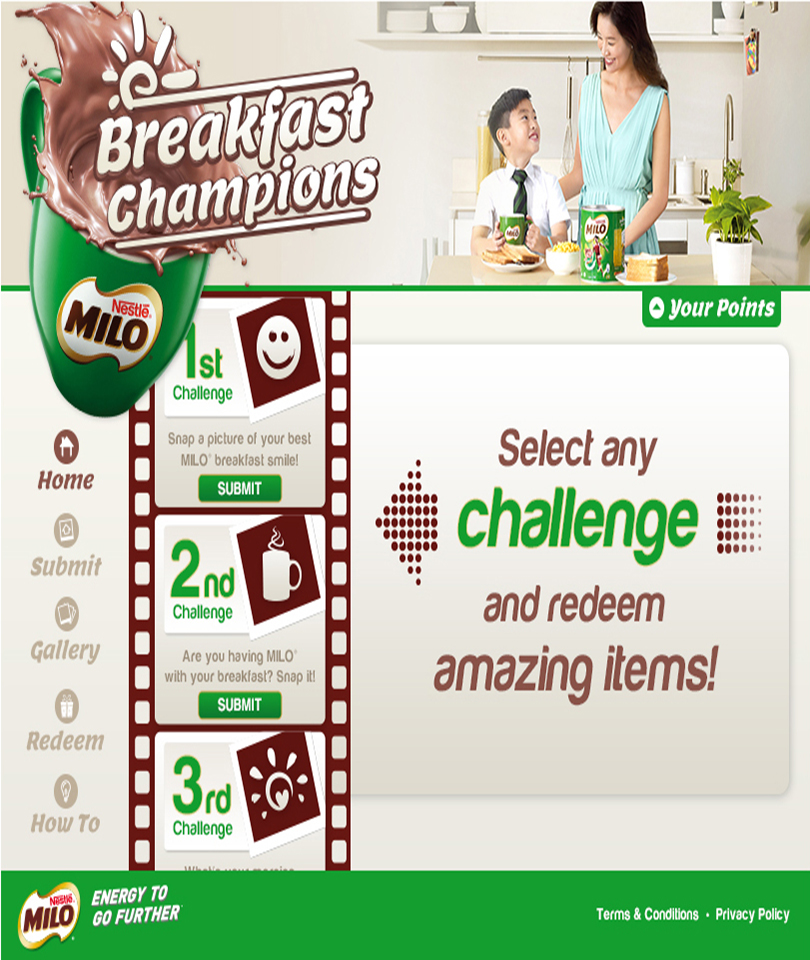 Breakfast
Champions
Nestlé®
MILO
MILO
MILO
Your Points
1st
Challenge
Snap a picture of your best
MILO® breakfast smile!
SUBMIT
2nd
Challenge
Are you having MILO®
with your breakfast? Snap it!
SUBMIT
3rd
Challenge
Home
Submit
Gallery
Redeem
How To
Select any
challenge
and redeem
amazing items!
Nestlé
MILO
ENERGY TO
GO FURTHER
Terms & Conditions • Privacy Policy